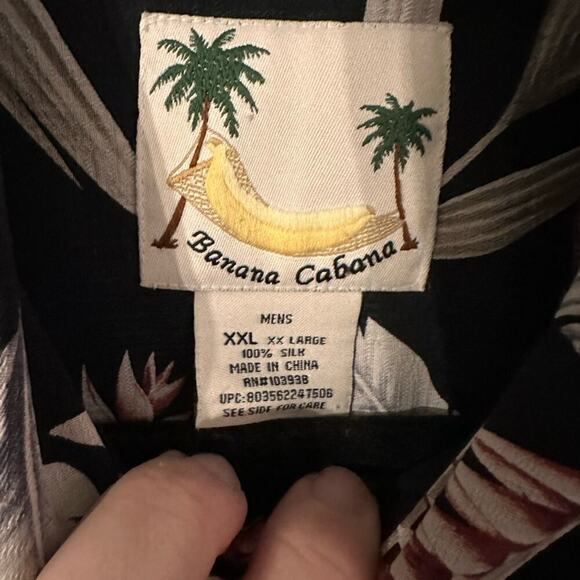 Banana Cabana
MENS
XXL XX LARGE
100% SILK
MADE IN CHINA
RN#103938
UPC:803562247506
SEE SIDE FOR CARE